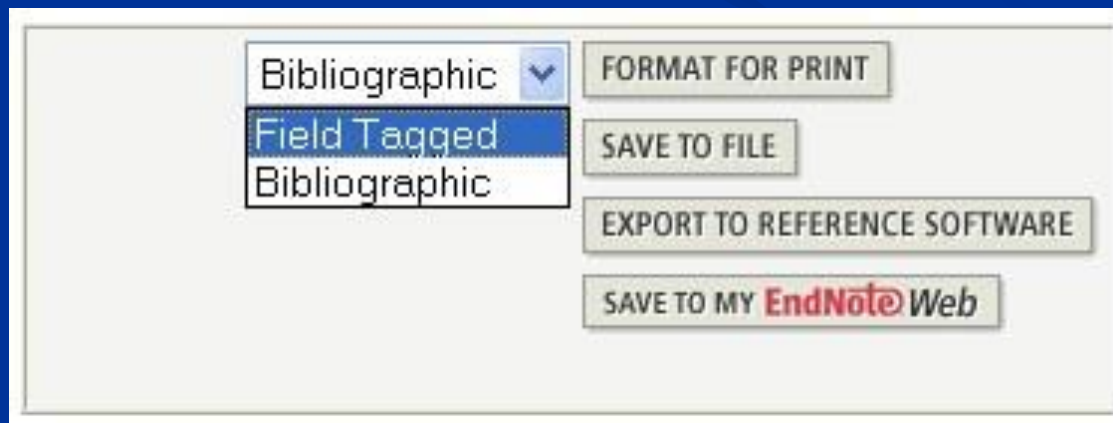 Bibliographic
FORMAT FOR PRINT
Field Tagged
Bibliographic
SAVE TO FILE
EXPORT TO REFERENCE SOFTWARE
SAVE TO MY EndNote Web